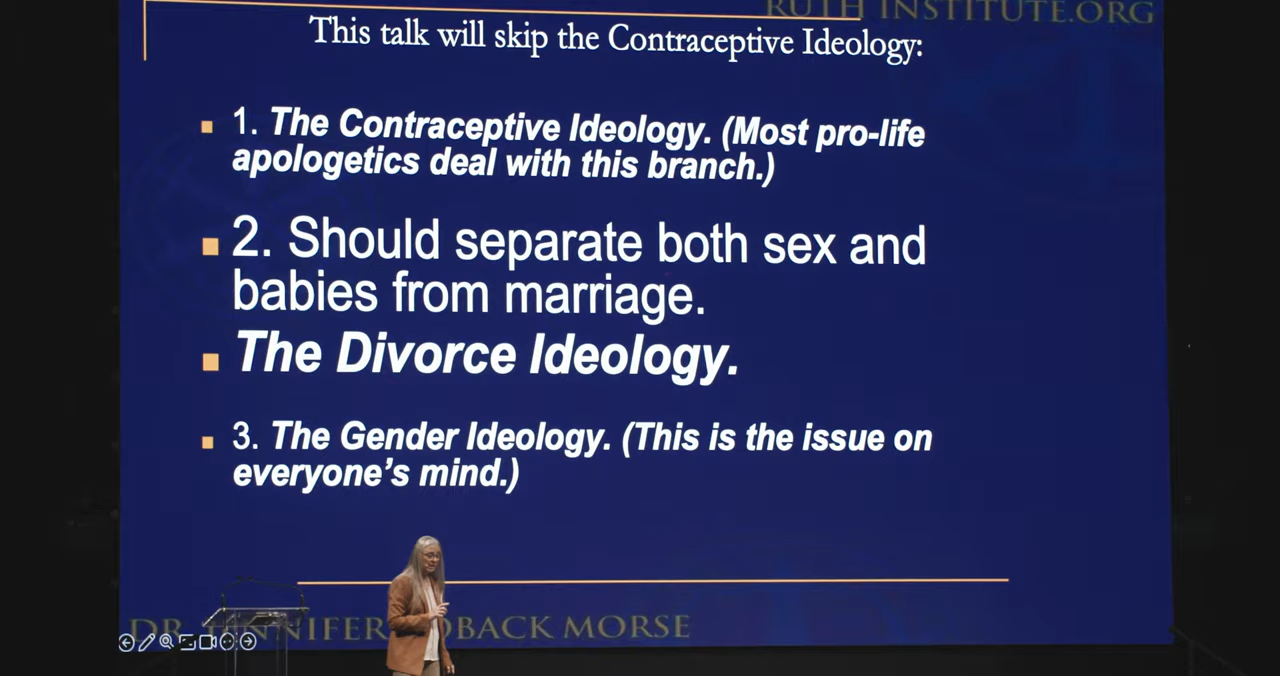 RUTH INSTITUTE.ORG
This talk will skip the Contraceptive Ideology:
1. The Contraceptive Ideology. (Most pro-life
apologetics deal with this branch.)
2. Should separate both sex and
babies from marriage.
The Divorce Ideology.
3. The Gender Ideology. (This is the issue on
everyone's mind.)
DR. MORSE